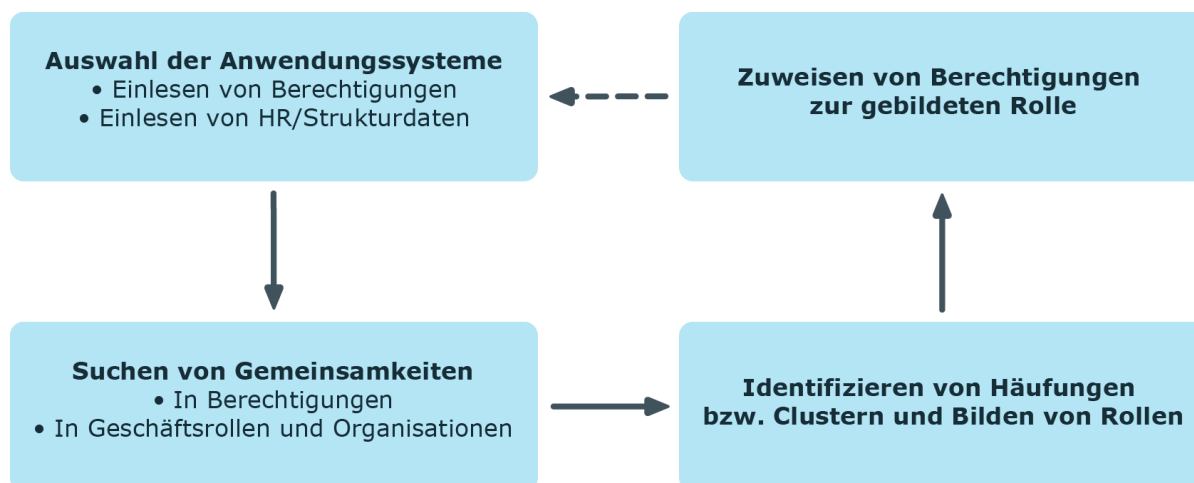 Auswahl der Anwendungssysteme
• Einlesen von Berechtigungen
• Einlesen von HR/Strukturdaten
Zuweisen von Berechtigungen
zur gebildeten Rolle
Suchen von Gemeinsamkeiten
• In Berechtigungen
• In Geschäftsrollen und Organisationen
Identifizieren von Häufungen
bzw. Clustern und Bilden von Rollen